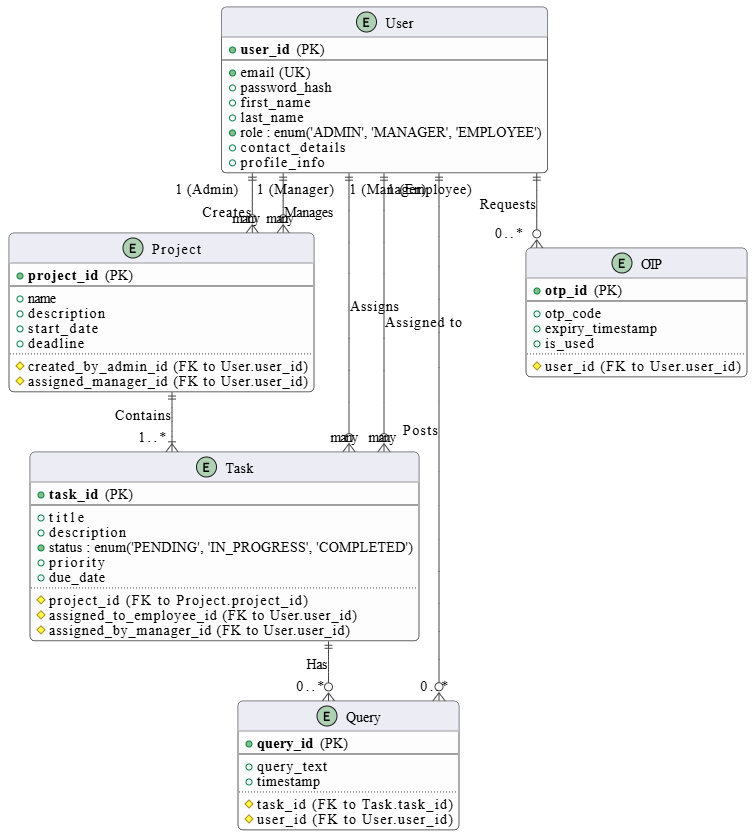 E User
user_id (PK)
email (UK)
password_hash
first_name
last_name
role : enum('ADMIN', 'MANAGER', 'EMPLOYEE')
contact_details
profile_info
1 (Admin)
1 (Manager)
1 (Manager)
1 (Employee)
Requests
Creates
Manages
many
many
0..*
E Project
project_id (PK)
name
description
start_date
deadline
created_by_admin_id (FK to User.user_id)
assigned_manager_id (FK to User.user_id)
E OTP
otp_id (PK)
otp_code
expiry_timestamp
is_used
user_id (FK to User.user_id)
Assigns
Assigned to
Contains
Posts
1..*
many
many
E Task
task_id (PK)
title
description
status : enum('PENDING', 'IN_PROGRESS', 'COMPLETED')
priority
due_date
project_id (FK to Project.project_id)
assigned_to_employee_id (FK to User.user_id)
assigned_by_manager_id (FK to User.user_id)
Has
0..*
0..*
E Query
query_id (PK)
query_text
timestamp
task_id (FK to Task.task_id)
user_id (FK to User.user_id)